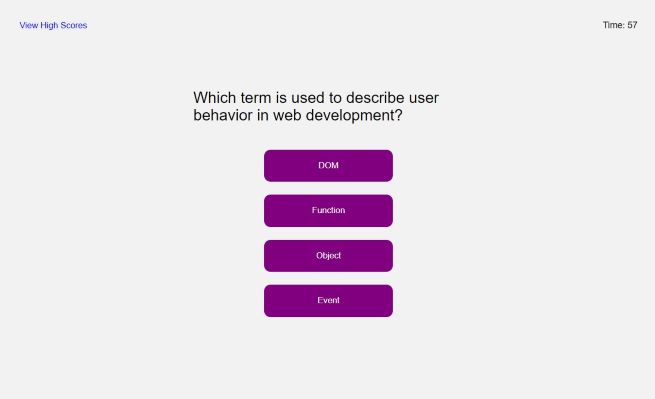 View High Scores
Time: 57
Which term is used to describe user
behavior in web development?
DOM
Function
Object
Event